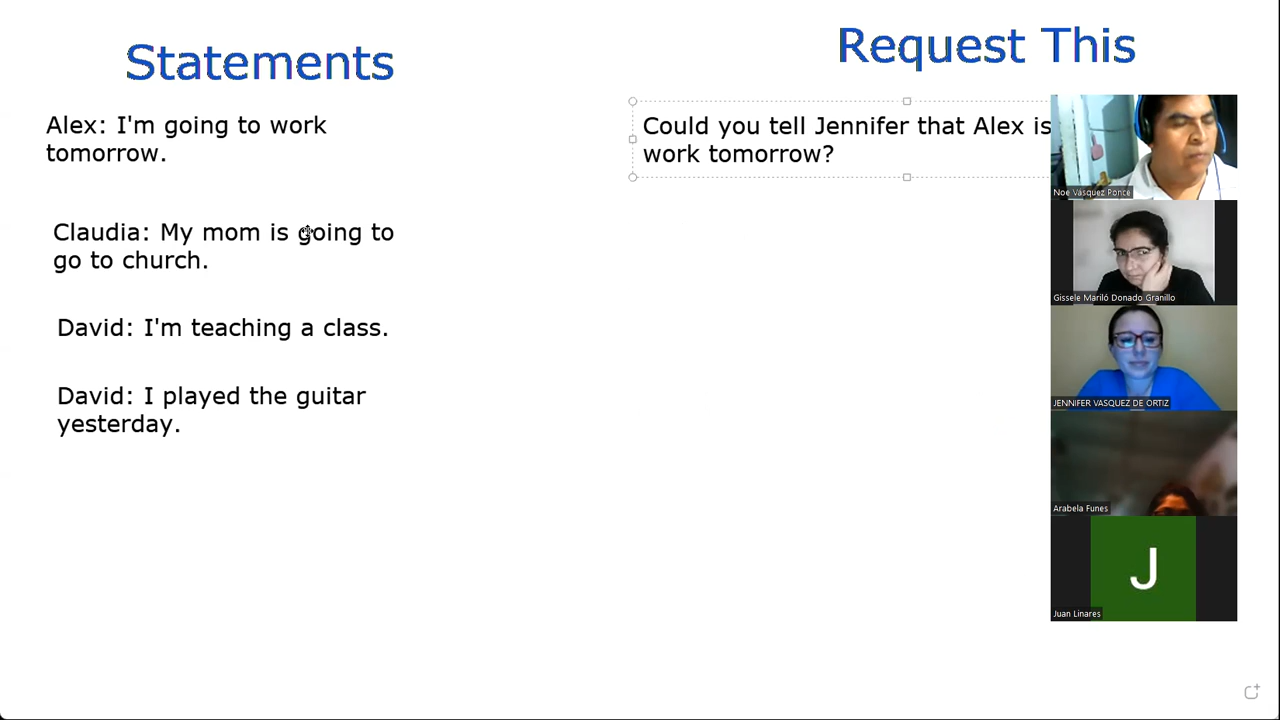 Statements
Request This
Alex: I'm going to work
tomorrow.
Could you tell Jennifer that Alex is
work tomorrow?
Claudia: My mom is going to
go to church.
David: I'm teaching a class.
David: I played the guitar
yesterday.
Noe Vásquez Ponce
Gissele Mariló Donado Granillo
JENNIFER VASQUEZ DE ORTIZ
Arabela Funes
J
Juan Linares